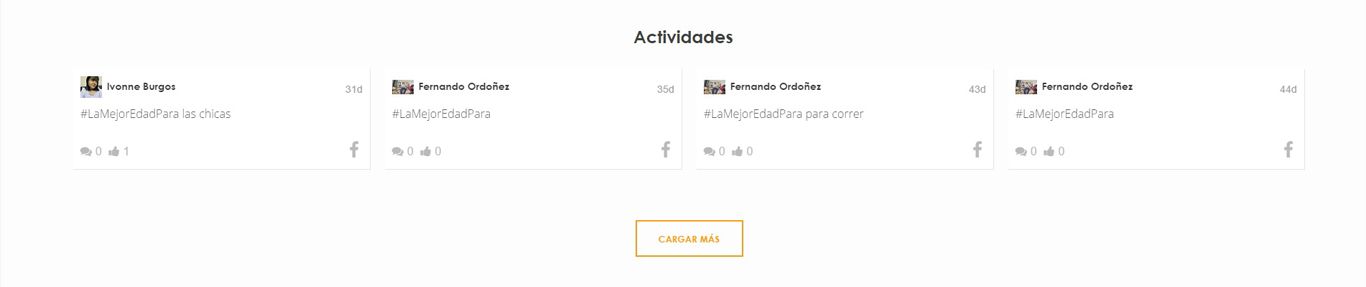 Actividades
Ivonne Burgos 31d
#LaMejorEdadPara las chicas
0 1
Fernando Ordoñez 35d
#LaMejorEdadPara
0 0
Fernando Ordoñez 43d
#LaMejorEdadPara para correr
0 0
Fernando Ordoñez 44d
#LaMejorEdadPara
0 0
CARGAR MÁS